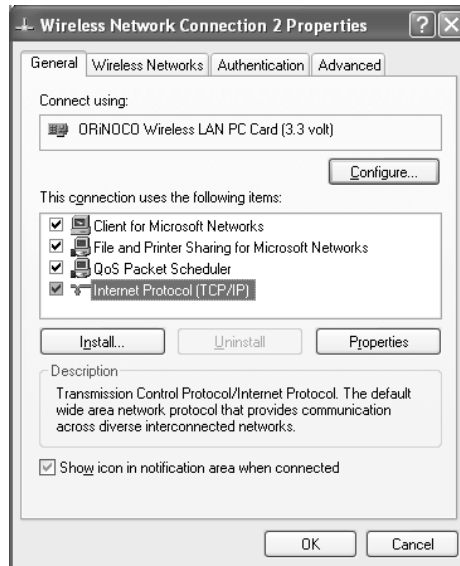 Wireless Network Connection 2 Properties
General Wireless Networks Authentication Advanced
Connect using:
ORiNOCO Wireless LAN PC Card (3.3 volt)
Configure...
This connection uses the following items:
Client for Microsoft Networks
File and Printer Sharing for Microsoft Networks
QoS Packet Scheduler
Internet Protocol (TCP/IP)
Install... Uninstall Properties
Description
Transmission Control Protocol/Internet Protocol. The default
wide area network protocol that provides communication
across diverse interconnected networks.
Show icon in notification area when connected
OK Cancel